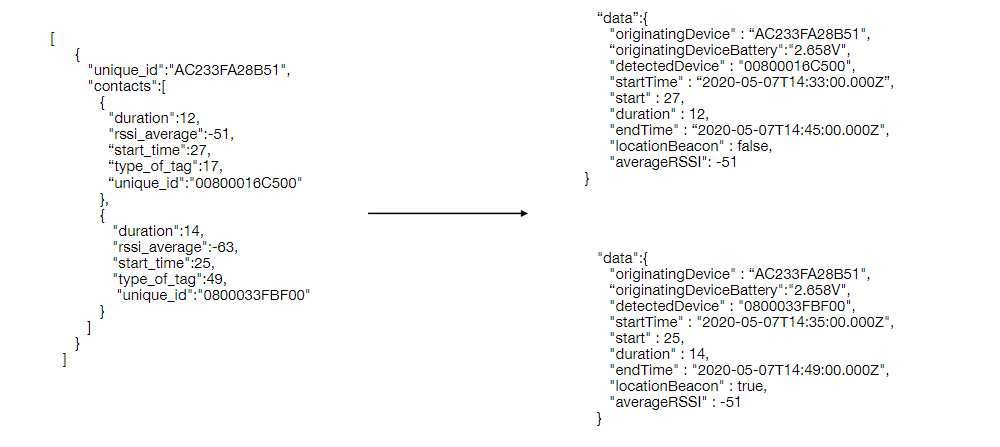 [
{
"unique_id":"AC233FA28B51",
"contacts":[
{
"duration":12,
"rssi_average":-51,
“start_time":27,
“type_of_tag":17,
“unique_id":"00800016C500"
},
{
"duration":14,
"rssi_average":-63,
"start_time":25,
"type_of_tag":49,
"unique_id":"0800033FBF00"
}
]
}
]
“data”:{
"originatingDevice" : “AC233FA28B51",
“originatingDeviceBattery":"2.658V",
"detectedDevice" : "00800016C500",
"startTime" : “2020-05-07T14:33:00.000Z”,
"start" : 27,
"duration" : 12,
"endTime" : “2020-05-07T14:45:00.000Z",
"locationBeacon" : false,
"averageRSSI": -51
}
"data":{
"originatingDevice" : “AC233FA28B51",
“originatingDeviceBattery":"2.658V",
"detectedDevice" : "0800033FBF00",
"startTime" : "2020-05-07T14:35:00.000Z",
"start" : 25,
"duration" : 14,
"endTime" : "2020-05-07T14:49:00.000Z",
"locationBeacon" : true,
"averageRSSI" : -51
}